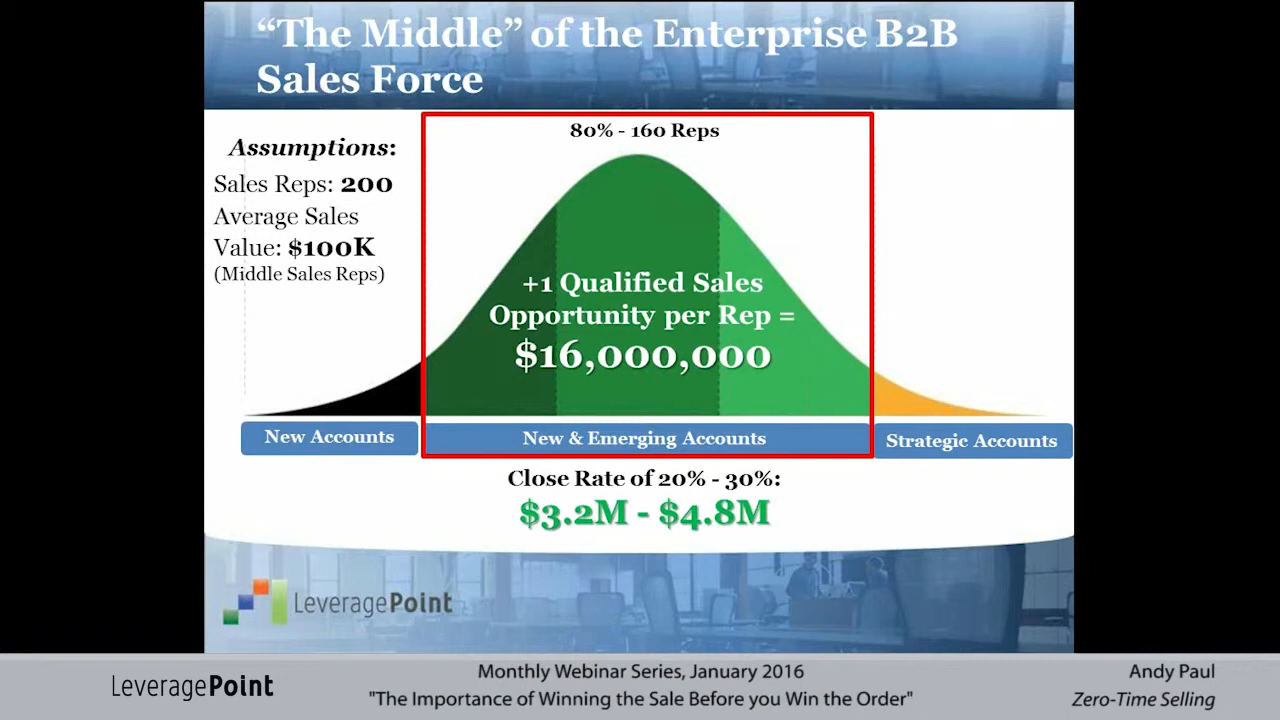 “The Middle” of the Enterprise B2B
Sales Force
Assumptions:
Sales Reps: 200
Average Sales
Value: $100K
(Middle Sales Reps)
80% - 160 Reps
+1 Qualified Sales
Opportunity per Rep =
$16,000,000
New Accounts
New & Emerging Accounts
Strategic Accounts
Close Rate of 20% - 30%:
$3.2M - $4.8M
LeveragePoint
LeveragePoint
Monthly Webinar Series, January 2016
"The Importance of Winning the Sale Before you Win the Order"
Andy Paul
Zero-Time Selling